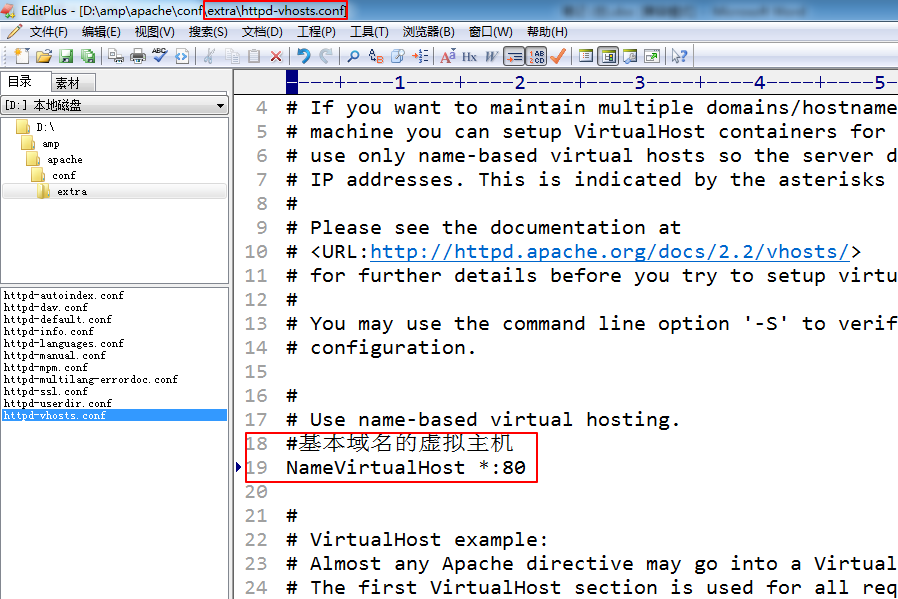 EditPlus - [D:\amp\apache\conf\extra\httpd-vhosts.conf]
文件(F) 编辑(E) 视图(V) 搜索(S) 文档(D) 工程(P) 工具(T) 浏览器(B) 窗口(W) 帮助(H)
目录 素材
[D:] 本地磁盘
D:\
amp
apache
conf
extra
httpd-autoindex.conf
httpd-dav.conf
httpd-default.conf
httpd-info.conf
httpd-languages.conf
httpd-manual.conf
httpd-mpm.conf
httpd-multilang-errordoc.conf
httpd-ssl.conf
httpd-userdir.conf
httpd-vhosts.conf
----+----1----+----2----+----3----+----4----+----5-
4 # If you want to maintain multiple domains/hostname
5 # machine you can setup VirtualHost containers for
6 # use only name-based virtual hosts so the server d
7 # IP addresses. This is indicated by the asterisks
8 #
9 # Please see the documentation at
10 # <URL:http://httpd.apache.org/docs/2.2/vhosts/>
11 # for further details before you try to setup virtu
12 #
13 # You may use the command line option '-S' to verif
14 # configuration.
15
16 #
17 # Use name-based virtual hosting.
18 #基本域名的虚拟主机
19 NameVirtualHost *:80
20
21 #
22 # VirtualHost example:
23 # Almost any Apache directive may go into a Virtual
24 # The first VirtualHost section is used for all req